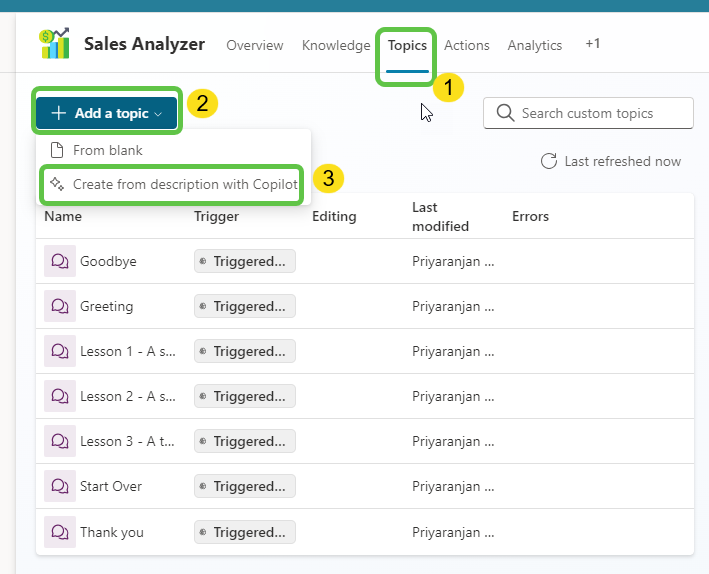 Sales Analyzer Overview Knowledge Topics Actions Analytics +1
1
Add a topic 2 Search custom topics
From blank
Last refreshed now
Create from description with Copilot 3
Name Trigger Editing Last modified Errors
Goodbye Triggered... Priyaranjan ...
Greeting Triggered... Priyaranjan ...
Lesson 1 - A s... Triggered... Priyaranjan ...
Lesson 2 - A s... Triggered... Priyaranjan ...
Lesson 3 - A t... Triggered... Priyaranjan ...
Start Over Triggered... Priyaranjan ...
Thank you Triggered... Priyaranjan ...